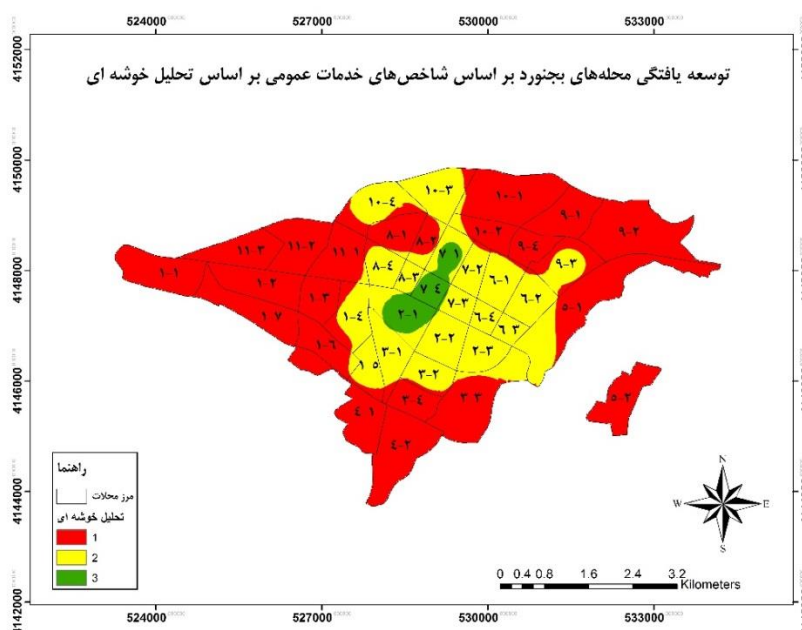 524000 527000 530000 533000
4152000
توسعه یافتگی محله‌های بجنورد بر اساس شاخص‌های خدمات عمومی بر اساس تحلیل خوشه ای
4150000
۱۰-۴ ۱۰-۳ ۱۰-۱
۹-۱
۸-۱ ۸-۲ ۱۰-۲ ۹-۴ ۹-۲
۱۱-۳ ۱۱-۲ ۱۱-۱
۷-۱
4148000
۱-۱ ۱-۲ ۸-۴ ۸-۳ ۷-۲ ۶-۱ ۹-۳
۱-۳ ۷-۴ ۶-۲
۱-۷ ۱-۴ ۲-۱ ۷-۳ ۶-۴ ۶-۳ ۵-۱
۱-۶ ۳-۱ ۲-۲ ۲-۳
۱-۵ ۳-۲
4146000
۴-۱ ۳-۴ ۳-۳ ۵-۲
۴-۲
راهنما
مرز محلات
تحلیل خوشه ای
1
2
3
4144000
N
W E
S
0 0.4 0.8 1.6 2.4 3.2
Kilometers
4142000
524000 527000 530000 533000